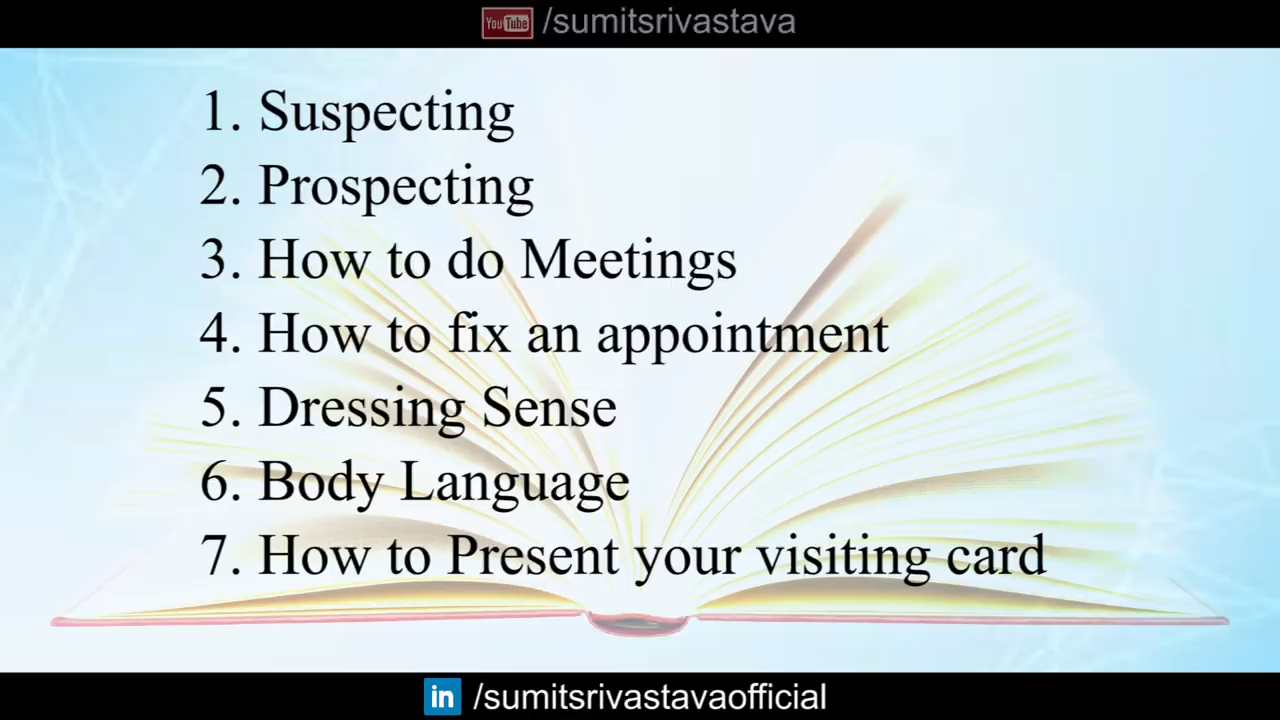 YouTube /sumitsrivastava
1. Suspecting
2. Prospecting
3. How to do Meetings
4. How to fix an appointment
5. Dressing Sense
6. Body Language
7. How to Present your visiting card
in /sumitsrivastavaofficial